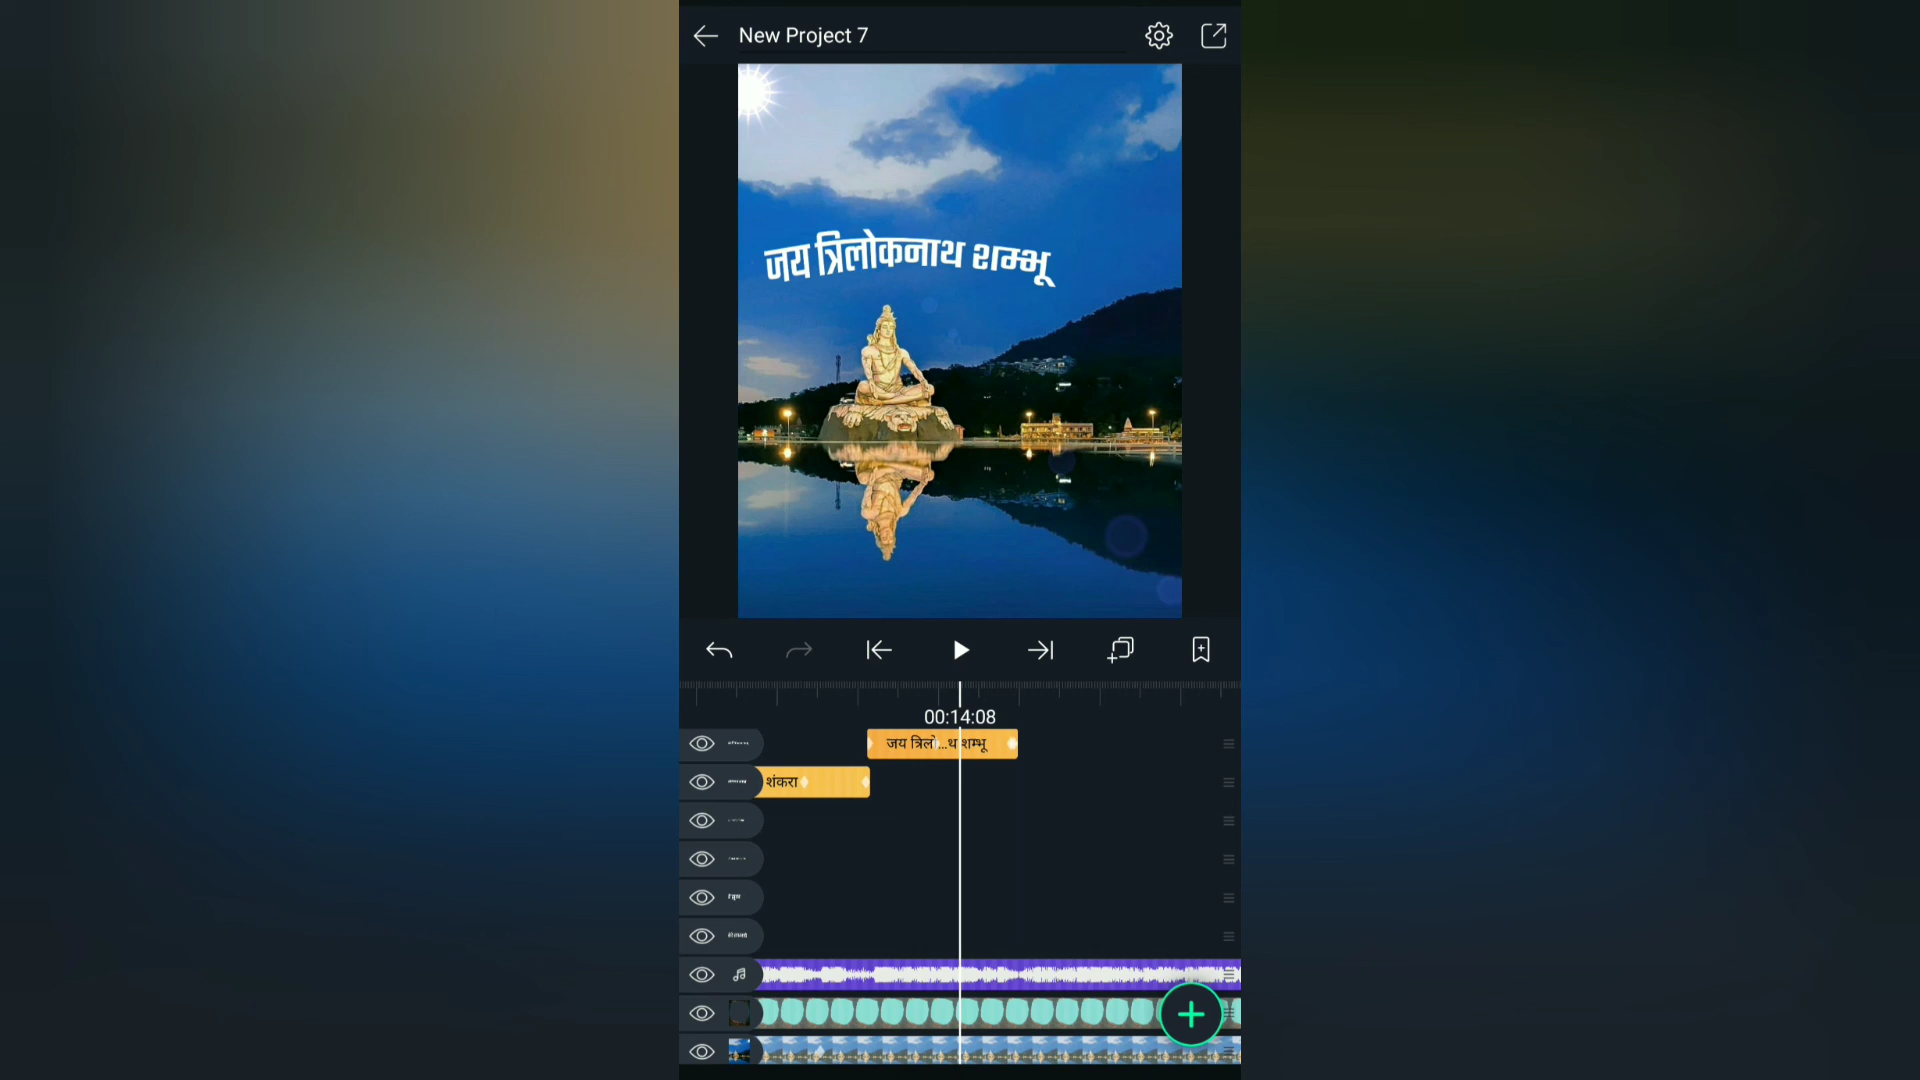 New Project 7
जय त्रिलोकनाथ शम्भू
00:14:08
जय त्रिलो...थ शम्भू
शंकरा